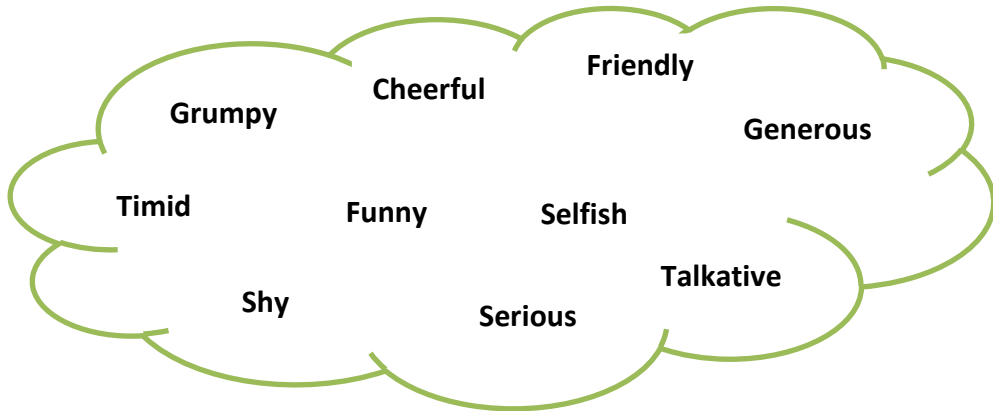 Friendly
Cheerful
Grumpy
Generous
Timid
Funny
Selfish
Talkative
Shy
Serious